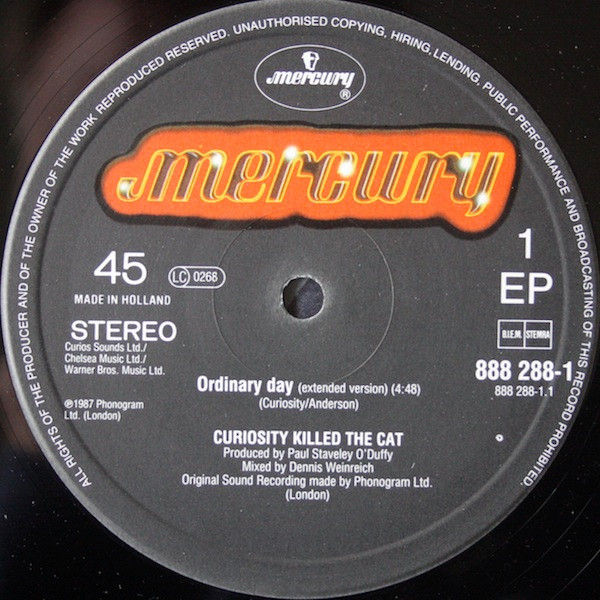 ALL RIGHTS OF THE PRODUCER AND OF THE OWNER OF THE WORK REPRODUCED RESERVED. UNAUTHORISED COPYING, HIRING, LENDING, PUBLIC PERFORMANCE AND BROADCASTING OF THIS RECORD PROHIBITED.
mercury ®
mercury
45
LC 0268
MADE IN HOLLAND
STEREO
Curios Sounds Ltd./
Chelsea Music Ltd./
Warner Bros. Music Ltd.
℗1987 Phonogram
Ltd. (London)
1
EP
B.I.E.M. STEMRA
888 288-1
888 288-1.1
Ordinary day (extended version) (4:48)
(Curiosity/Anderson)
CURIOSITY KILLED THE CAT
Produced by Paul Staveley O'Duffy
Mixed by Dennis Weinreich
Original Sound Recording made by Phonogram Ltd.
(London)